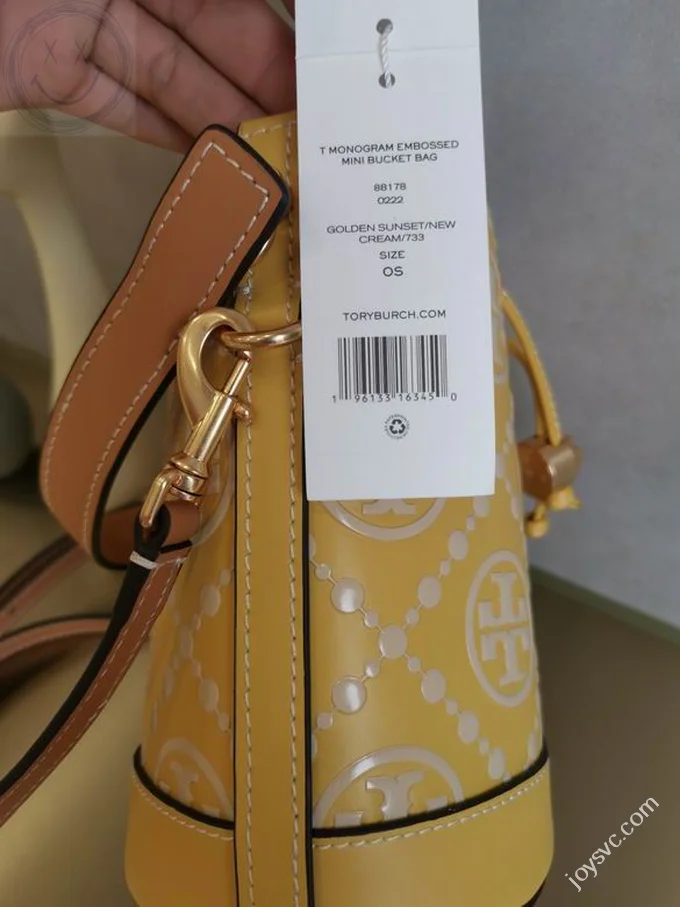 T MONOGRAM EMBOSSED
MINI BUCKET BAG
88178
0222
GOLDEN SUNSET/NEW
CREAM/733
SIZE
OS
TORYBURCH.COM
1 96133 16345 0
joysvc.com